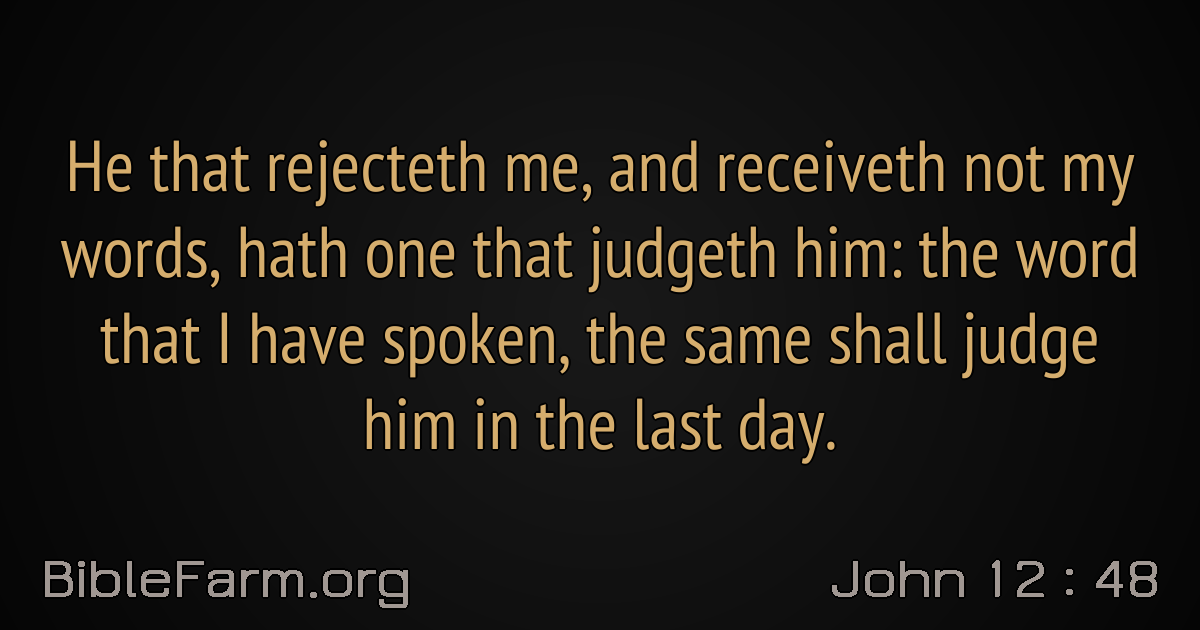 He that rejecteth me, and receiveth not my
words, hath one that judgeth him: the word
that I have spoken, the same shall judge
him in the last day.
BibleFarm.org
John 12 : 48